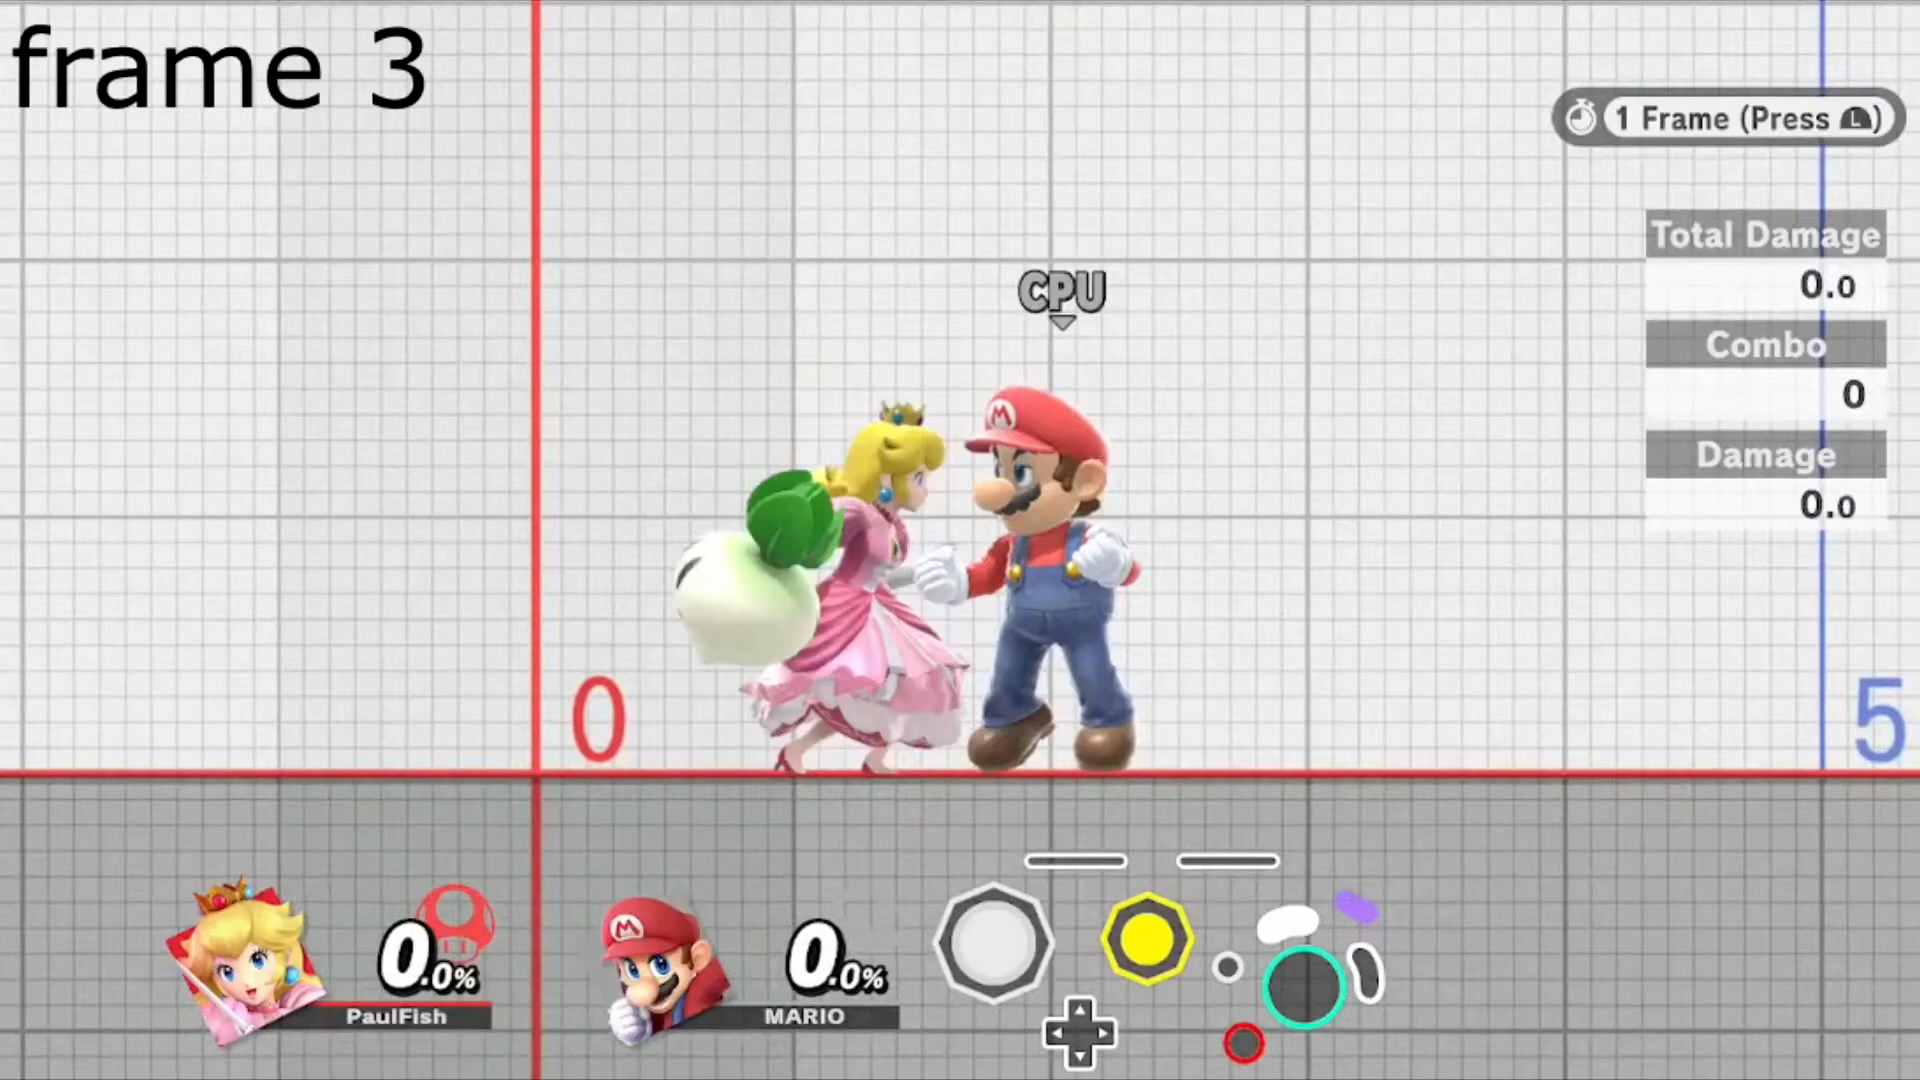 frame 3
1 Frame (Press L)
Total Damage
0.0
CPU
Combo
0
Damage
0.0
M
0
5
0.0%
PaulFish
M
0.0%
MARIO